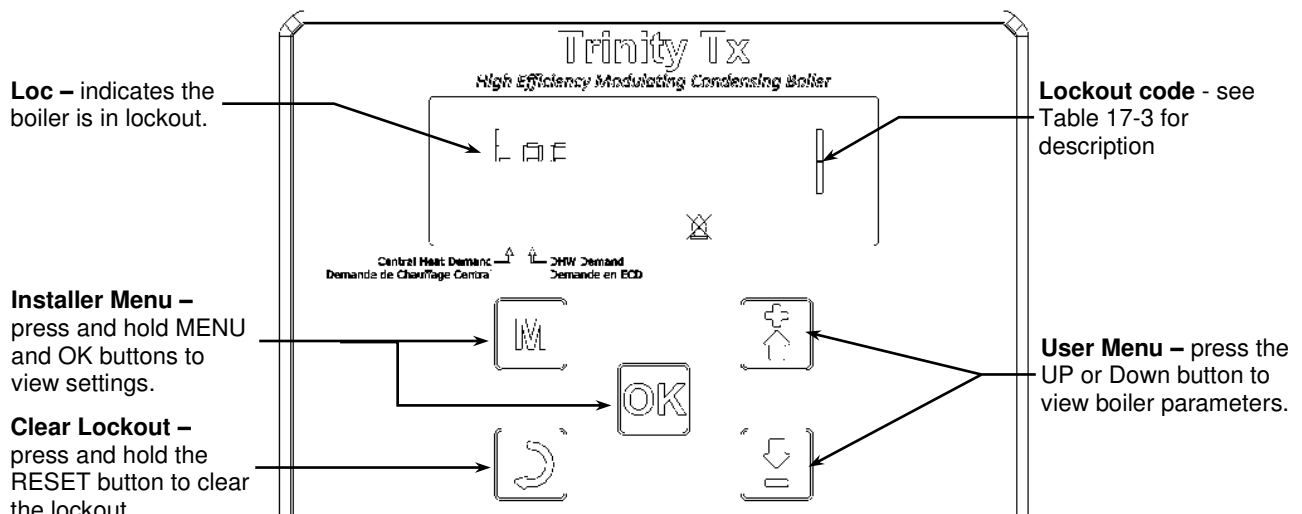 Trinity Tx
High Efficiency Modulating Condensing Boiler
Loc – indicates the
boiler is in lockout.
Loc
Lockout code - see
Table 17-3 for
description
Central Heat Demand
Demande de Chauffage Central
DHW Demand
Demande en ECD
Installer Menu –
press and hold MENU
and OK buttons to
view settings.
M
OK
User Menu – press the
UP or Down button to
view boiler parameters.
Clear Lockout –
press and hold the
RESET button to clear
the lockout